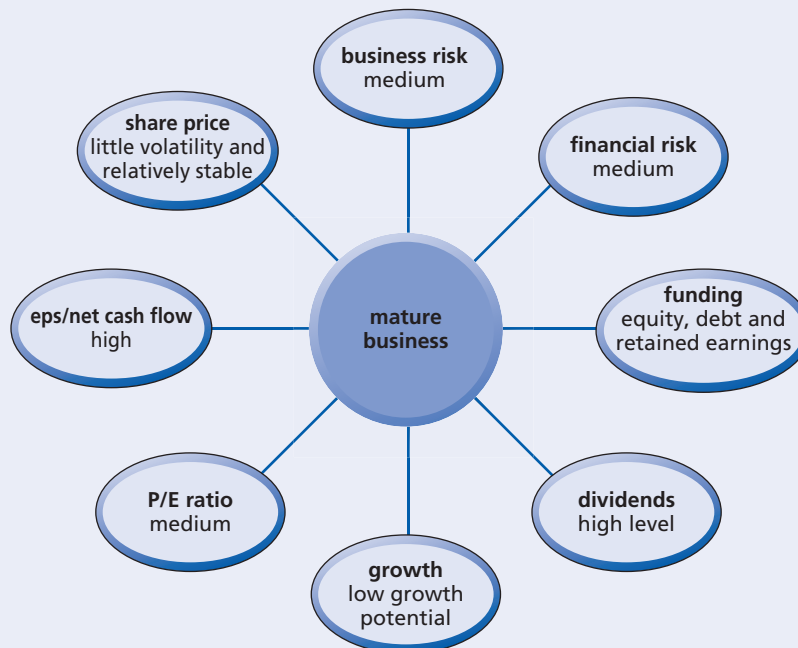 business risk
medium
financial risk
medium
funding
equity, debt and
retained earnings
dividends
high level
growth
low growth
potential
P/E ratio
medium
eps/net cash flow
high
share price
little volatility and
relatively stable
mature
business